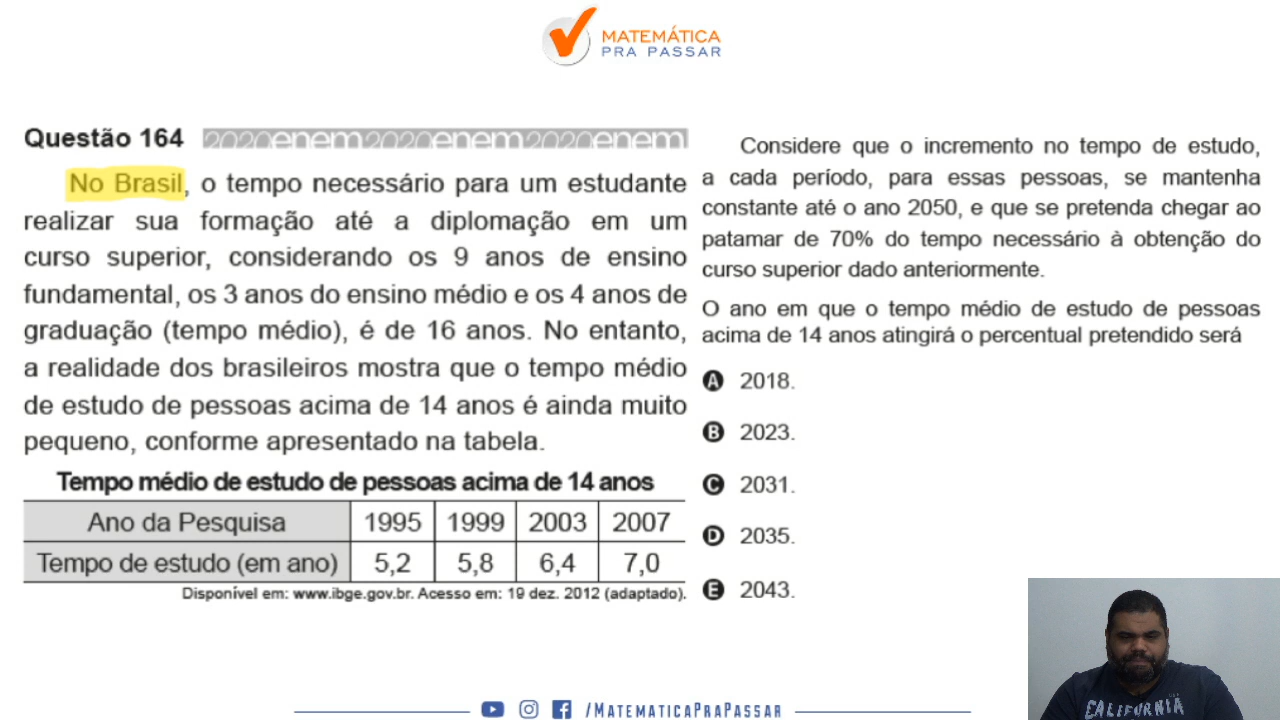 MATEMÁTICA
PRA PASSAR
Questão 164 2020enem2020enem2020enem
No Brasil, o tempo necessário para um estudante
realizar sua formação até a diplomação em um
curso superior, considerando os 9 anos de ensino
fundamental, os 3 anos do ensino médio e os 4 anos de
graduação (tempo médio), é de 16 anos. No entanto,
a realidade dos brasileiros mostra que o tempo médio
de estudo de pessoas acima de 14 anos é ainda muito
pequeno, conforme apresentado na tabela.
Tempo médio de estudo de pessoas acima de 14 anos
Ano da Pesquisa 1995 1999 2003 2007
Tempo de estudo (em ano) 5,2 5,8 6,4 7,0
Disponível em: www.ibge.gov.br. Acesso em: 19 dez. 2012 (adaptado).
Considere que o incremento no tempo de estudo,
a cada período, para essas pessoas, se mantenha
constante até o ano 2050, e que se pretenda chegar ao
patamar de 70% do tempo necessário à obtenção do
curso superior dado anteriormente.
O ano em que o tempo médio de estudo de pessoas
acima de 14 anos atingirá o percentual pretendido será
A 2018.
B 2023.
C 2031.
D 2035.
E 2043.
CALIFORNIA
/MATEMATICAPRAPASSAR